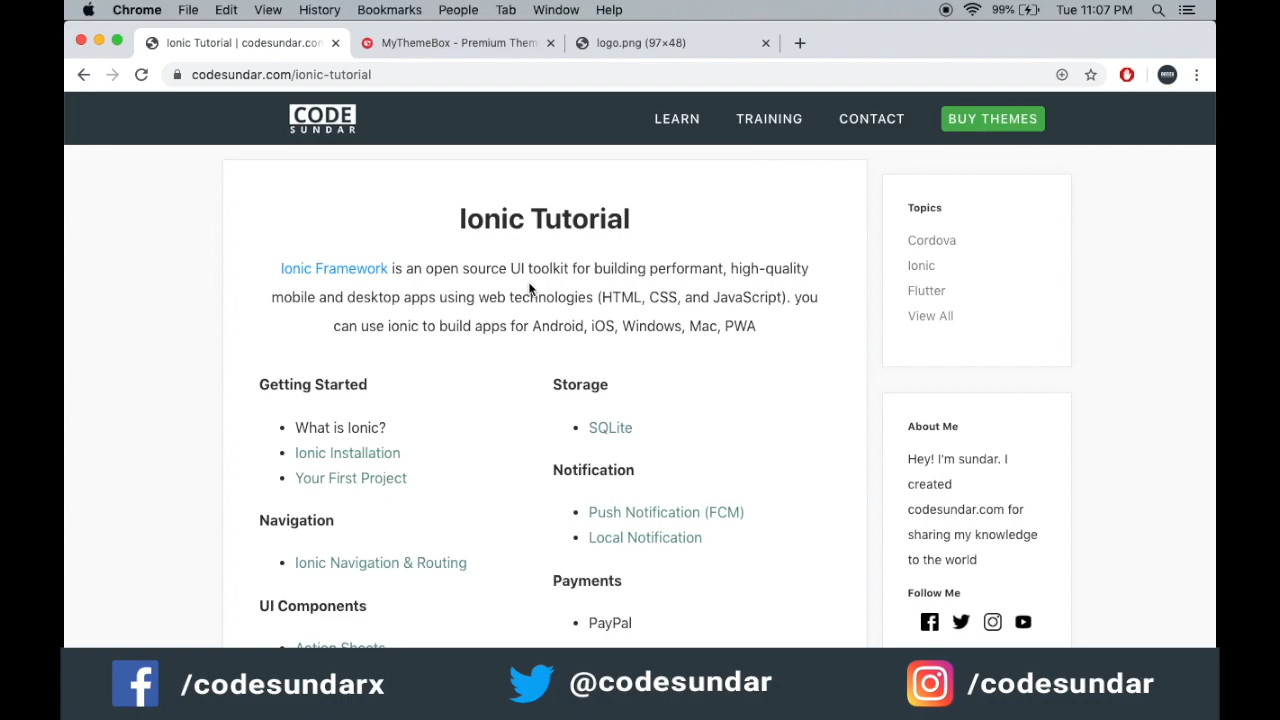 Chrome File Edit View History Bookmarks People Tab Window Help 99% Tue 11:07 PM
Ionic Tutorial | codesundar.con MyThemeBox - Premium Them logo.png (97×48)
codesundar.com/ionic-tutorial
CODE
SUNDAR
LEARN TRAINING CONTACT BUY THEMES
Ionic Tutorial
Ionic Framework is an open source UI toolkit for building performant, high-quality
mobile and desktop apps using web technologies (HTML, CSS, and JavaScript). you
can use ionic to build apps for Android, iOS, Windows, Mac, PWA
Getting Started
• What is Ionic?
• Ionic Installation
• Your First Project
Navigation
• Ionic Navigation & Routing
UI Components
Action Sheets
Storage
• SQLite
Notification
• Push Notification (FCM)
• Local Notification
Payments
• PayPal
Topics
Cordova
Ionic
Flutter
View All
About Me
Hey! I'm sundar. I
created
codesundar.com for
sharing my knowledge
to the world
Follow Me
/codesundarx @codesundar /codesundar